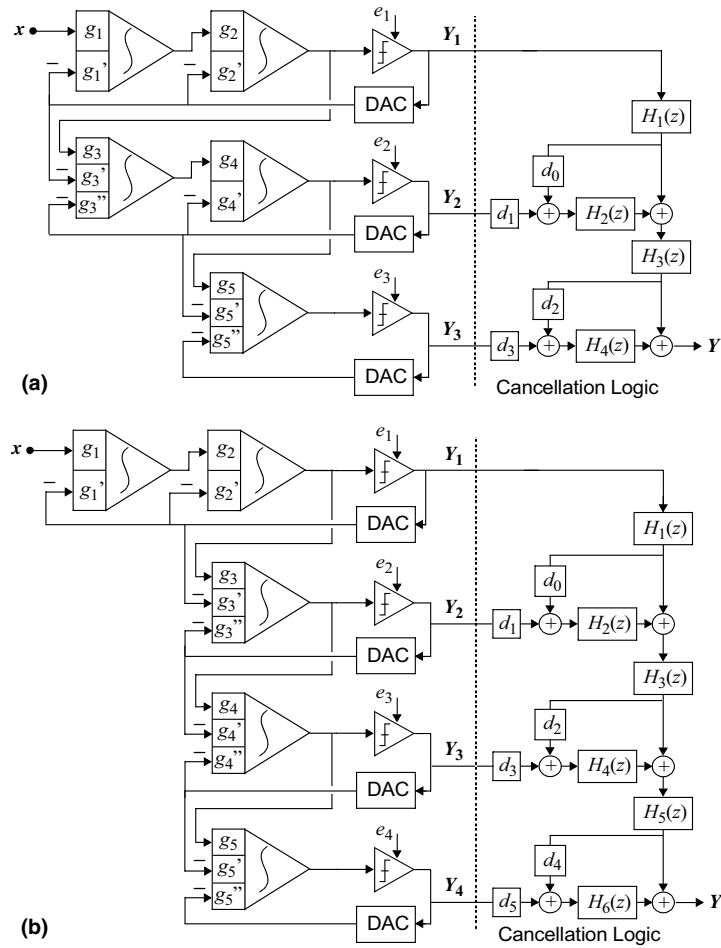 x
g1
g1’
g2
g2’
e1
Y1
DAC
H1(z)
g3
g3’
g3”
g4
g4’
e2
Y2
DAC
d0
d1
H2(z)
H3(z)
g5
g5’
g5”
e3
Y3
DAC
d2
d3
H4(z)
Y
(a)
Cancellation Logic
x
g1
g1’
g2
g2’
e1
Y1
DAC
H1(z)
g3
g3’
g3”
e2
Y2
DAC
d0
d1
H2(z)
H3(z)
g4
g4’
g4”
e3
Y3
DAC
d2
d3
H4(z)
H5(z)
g5
g5’
g5”
e4
Y4
DAC
d4
d5
H6(z)
Y
(b)
Cancellation Logic